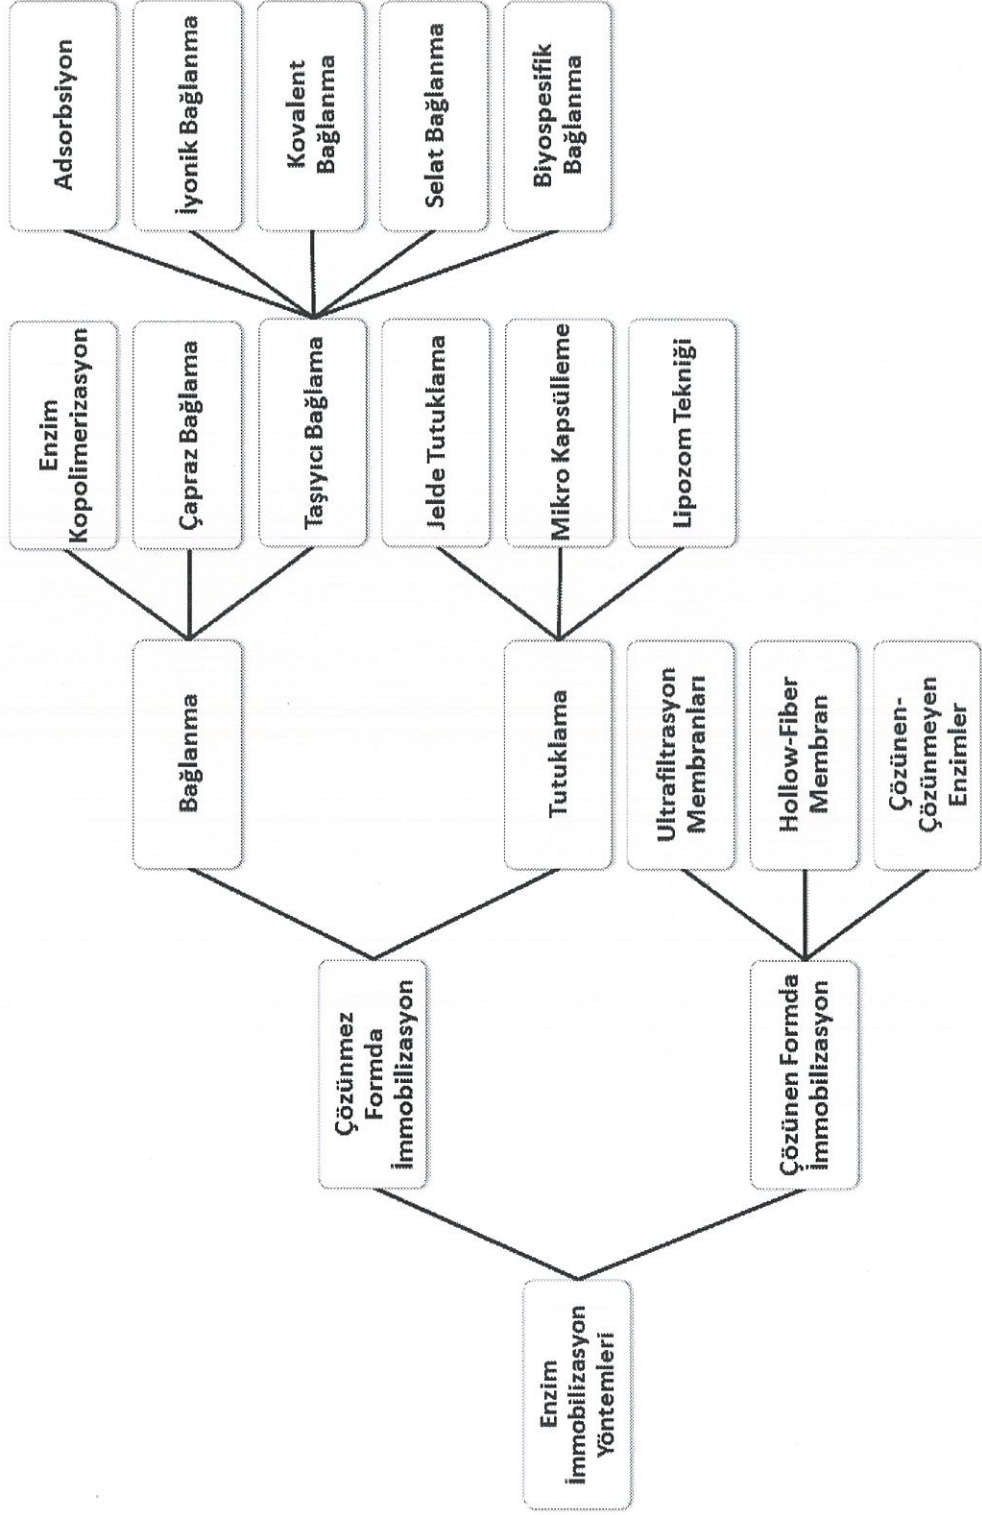 Enzim
İmmobilizasyon
Yöntemleri
Çözünmez
Formda
İmmobilizasyon
Bağlanma
Enzim
Kopolimerizasyon
Çapraz Bağlama
Taşıyıcı Bağlama
Adsorbsiyon
İyonik Bağlanma
Kovalent
Bağlanma
Selat Bağlanma
Biyospesifik
Bağlanma
Tutuklama
Jelde Tutuklama
Mikro Kapsülleme
Lipozom Tekniği
Çözünen Formda
İmmobilizasyon
Ultrafiltrasyon
Membranları
Hollow-Fiber
Membran
Çözünen-
Çözünmeyen
Enzimler